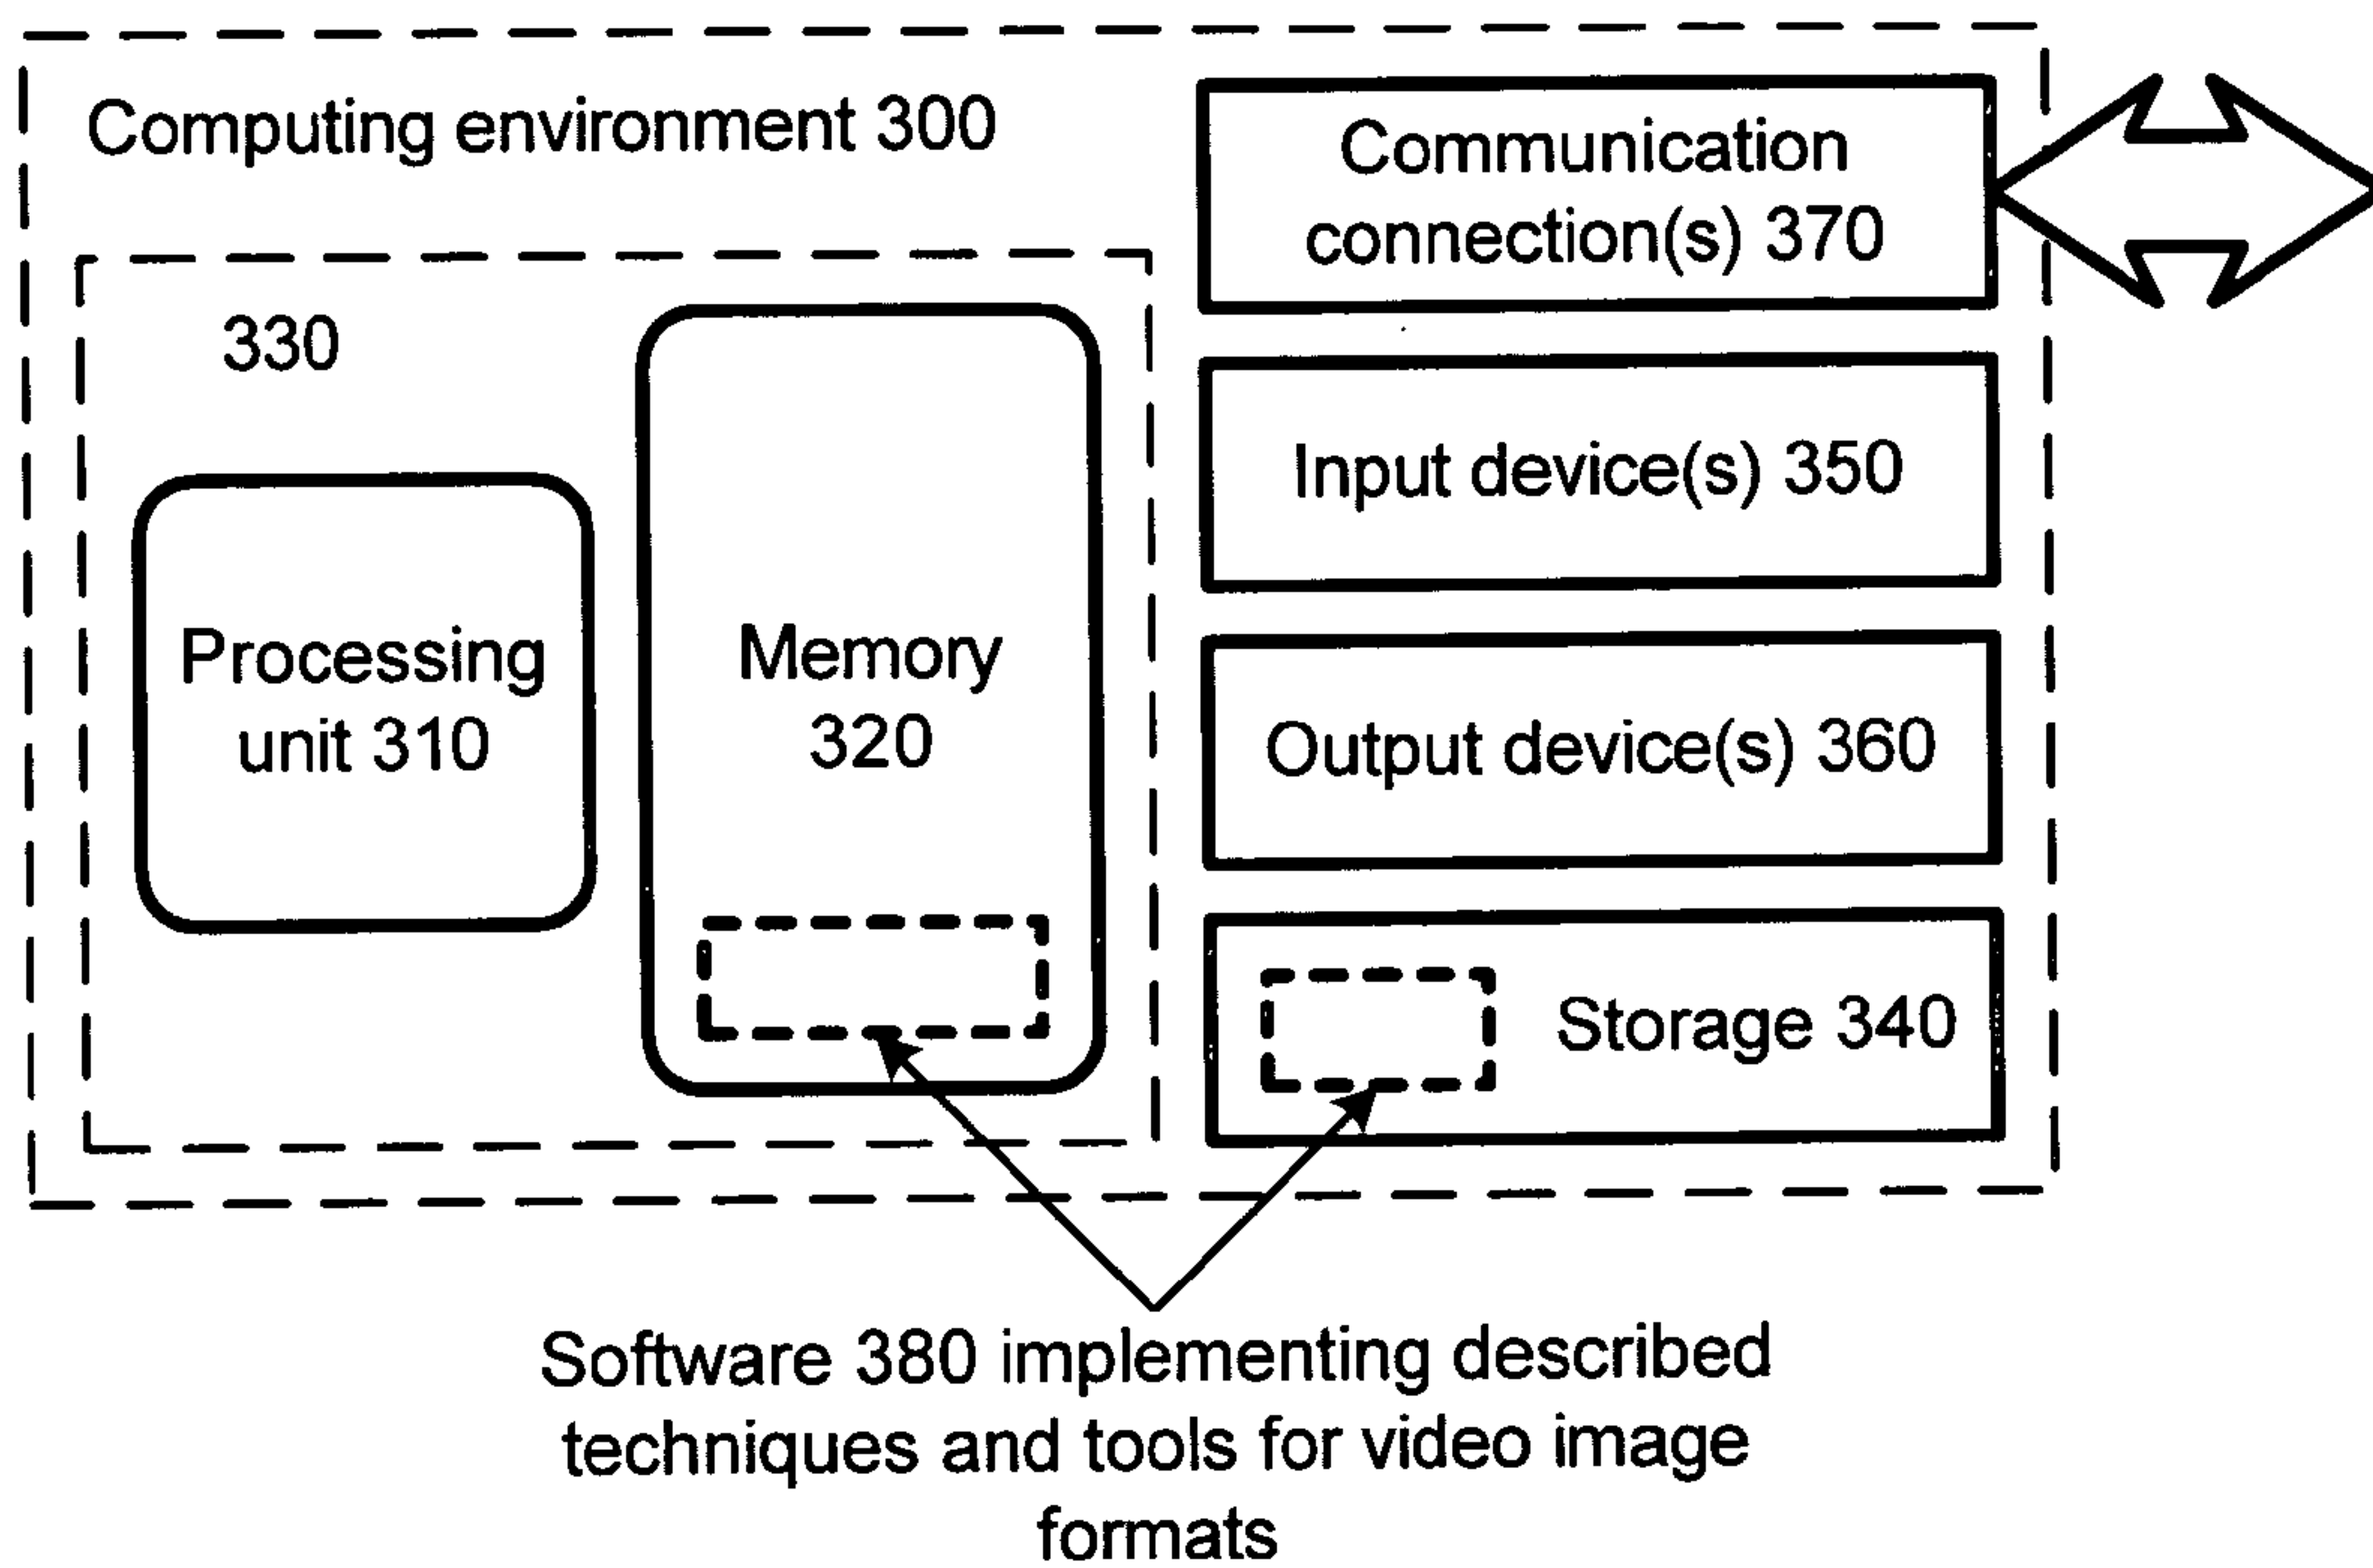 Computing environment 300
Communication
connection(s) 370
330
Input device(s) 350
Processing
unit 310
Memory
320
Output device(s) 360
Storage 340
Software 380 implementing described
techniques and tools for video image
formats